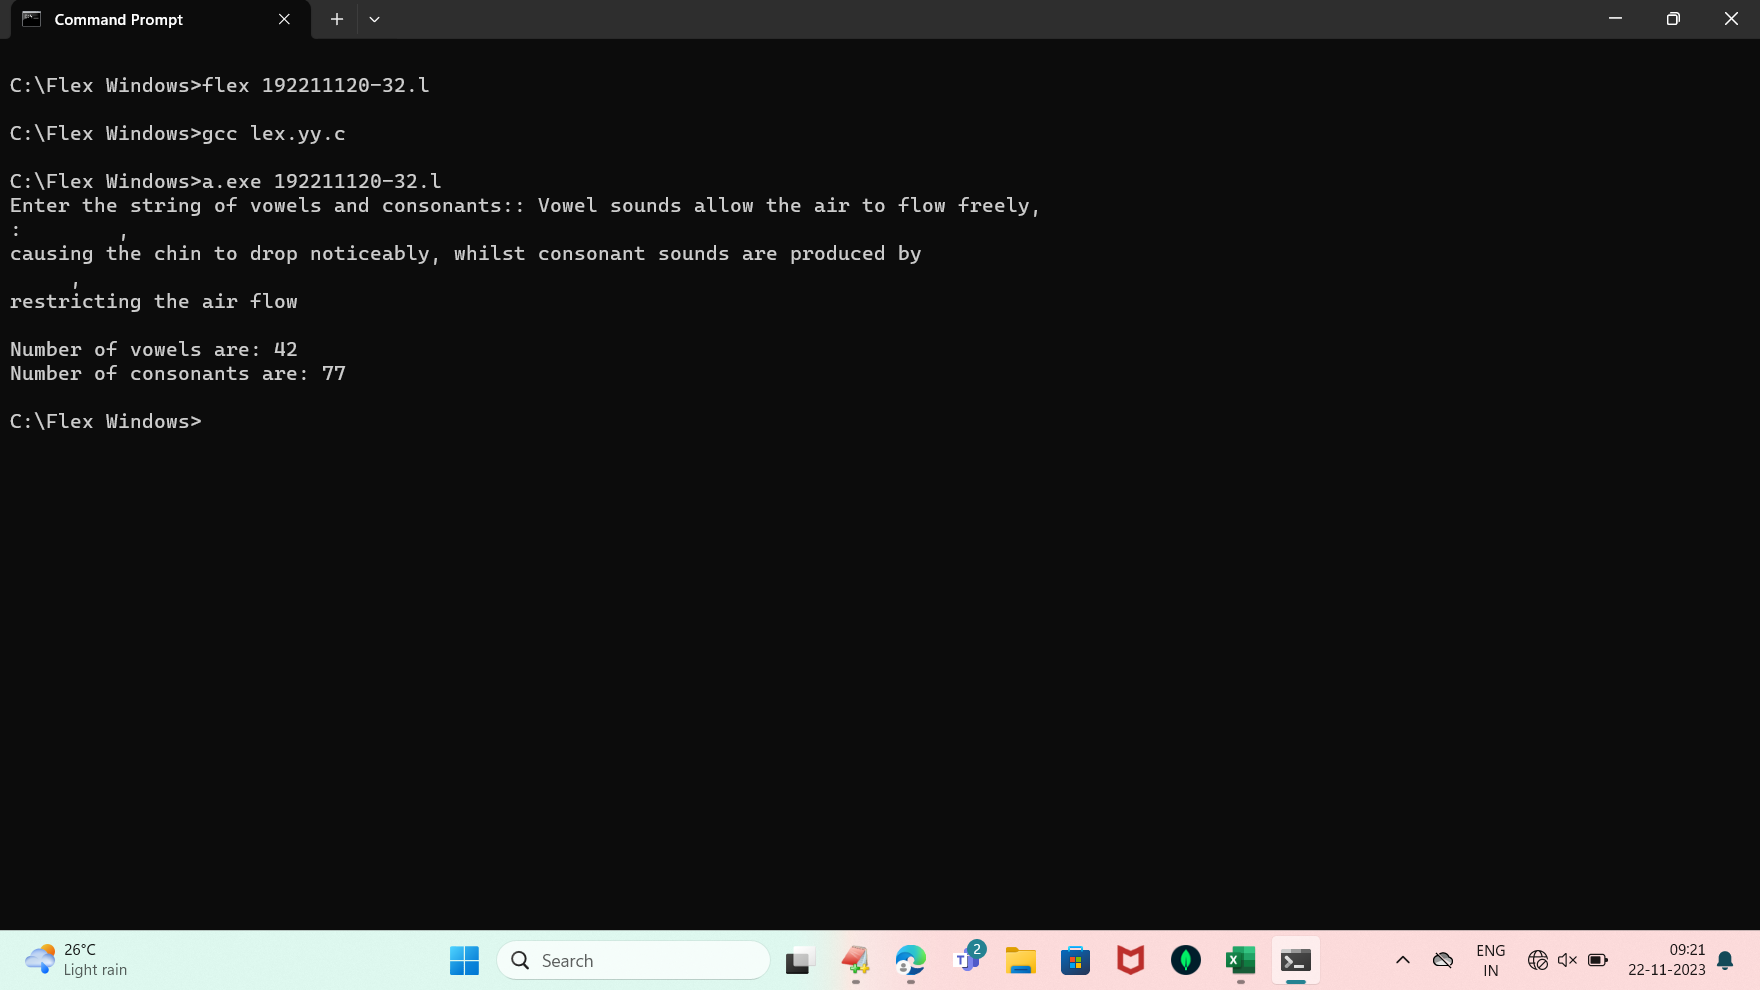 Command Prompt
C:\Flex Windows>flex 192211120-32.l
C:\Flex Windows>gcc lex.yy.c
C:\Flex Windows>a.exe 192211120-32.l
Enter the string of vowels and consonants:: Vowel sounds allow the air to flow freely,
:        ,
causing the chin to drop noticeably, whilst consonant sounds are produced by
     ,
restricting the air flow
Number of vowels are: 42
Number of consonants are: 77
C:\Flex Windows>
26°C
Light rain
Search
2
ENG
IN
09:21
22-11-2023